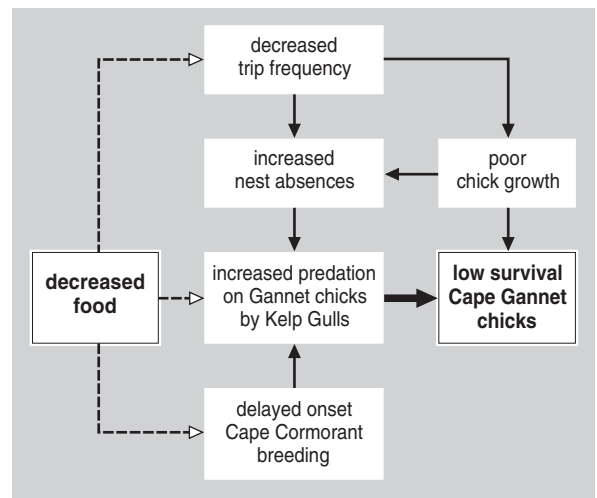 decreased
trip frequency
increased
nest absences
poor
chick growth
decreased
food
increased predation
on Gannet chicks
by Kelp Gulls
low survival
Cape Gannet
chicks
delayed onset
Cape Cormorant
breeding